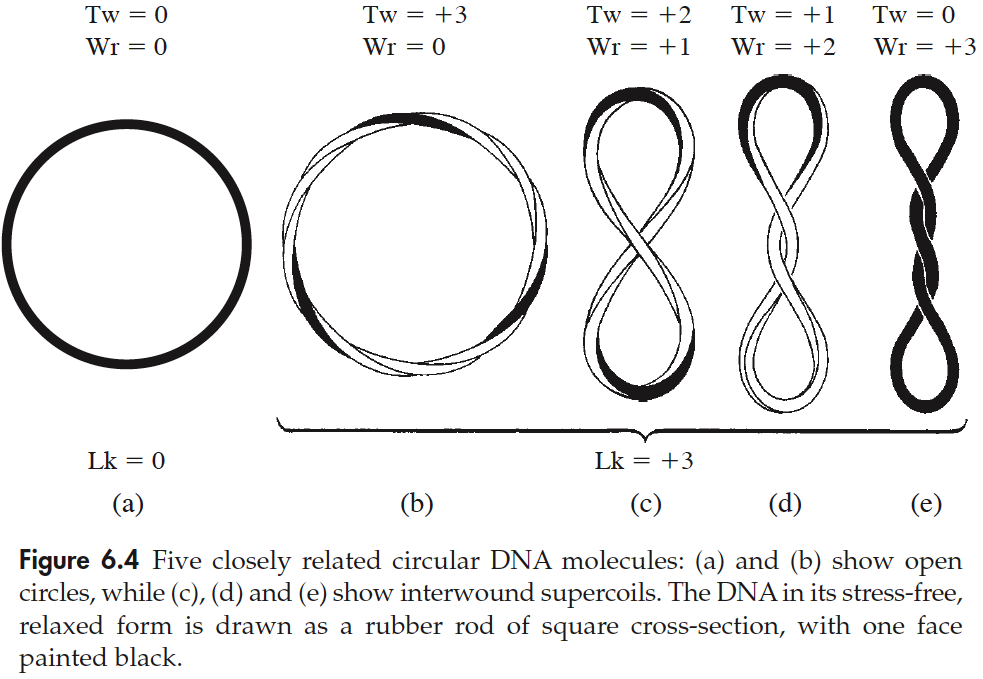 Tw = 0 Tw = +3 Tw = +2 Tw = +1 Tw = 0
Wr = 0 Wr = 0 Wr = +1 Wr = +2 Wr = +3
Lk = 0 Lk = +3
(a) (b) (c) (d) (e)
Figure 6.4 Five closely related circular DNA molecules: (a) and (b) show open
circles, while (c), (d) and (e) show interwound supercoils. The DNA in its stress-free,
relaxed form is drawn as a rubber rod of square cross-section, with one face
painted black.